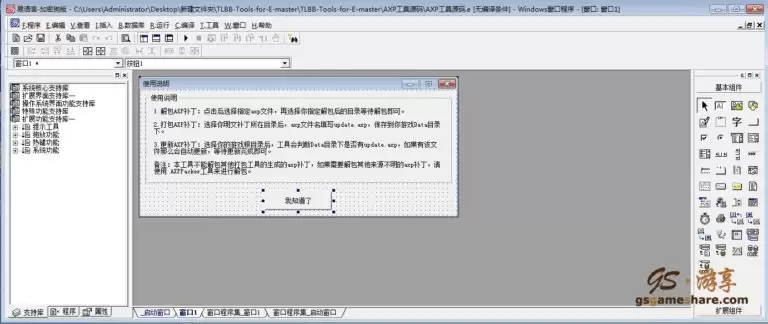 易语言-加密狗版 - C:\Users\Administrator\Desktop\新建文件夹\TLBB-Tools-for-E-master\TLBB-Tools-for-E-master\AXP工具源码\AXP工具源码.e [无编译条件] - Windows窗口程序 - [窗口: 窗口1]
F.程序 E.编辑 V.查看 I.插入 B.数据库 R.运行 C.编译 T.工具 W.窗口 H.帮助
窗口1 按钮1
系统核心支持库
扩展界面支持库一
操作系统界面功能支持库
特殊功能支持库
扩展功能支持库一
提示工具
拖放功能
热键功能
系统功能
使用说明
使用说明
1.解包AXP补丁：点击后选择指定axp文件，再选择你指定解包后的目录等待解包即可。
2.打包AXP补丁：选择你明文补丁所在目录后，axp文件名填写update.axp，保存到你游戏Data目录
下。
3.更新AXP补丁：选择你的游戏根目录后，工具会判断Data目录下是否有update.axp，如果有该文
件那么会自动更新，等待更新完成即可。
备注：本工具不能解包其他打包工具的生成的axp补丁，如果需要解包其他来源不明的axp补丁，请
使用 AXPPacker工具来进行解包。
我知道了
基本组件
扩展组件
支持库 程序 属性
_启动窗口 窗口1 窗口程序集_窗口1 窗口程序集_启动窗口
GS·游享
gsgameshare.com